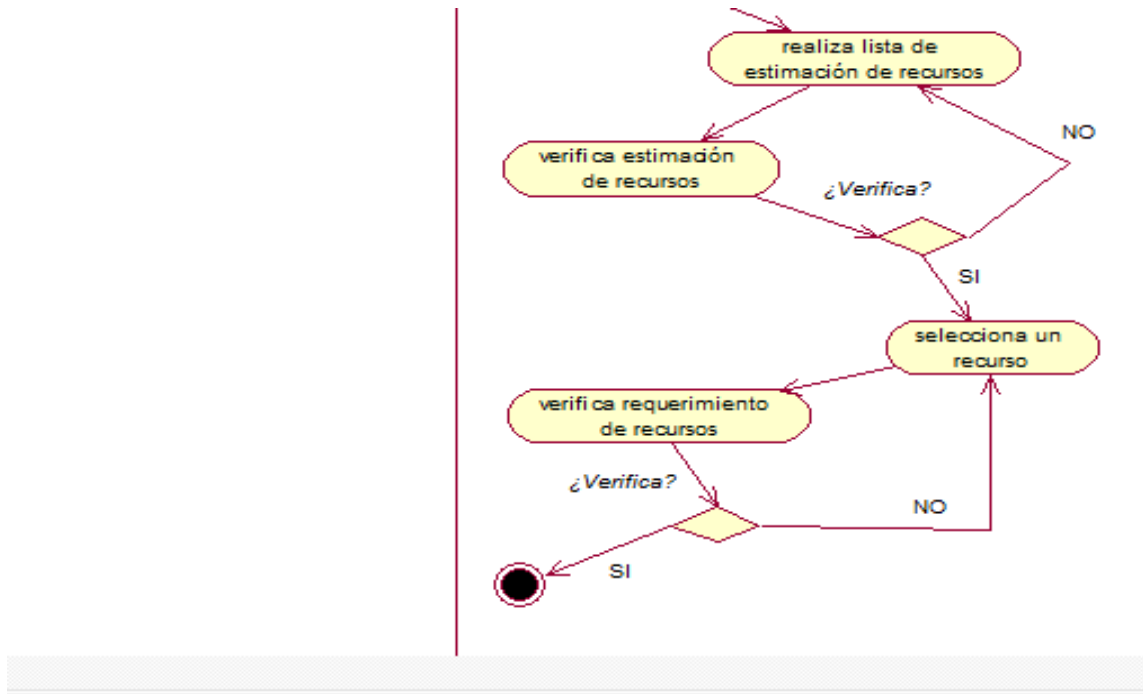 realiza lista de
estimación de recursos
NO
verifica estimación
de recursos
¿Verifica?
SI
selecciona un
recurso
verifica requerimiento
de recursos
¿Verifica?
NO
SI